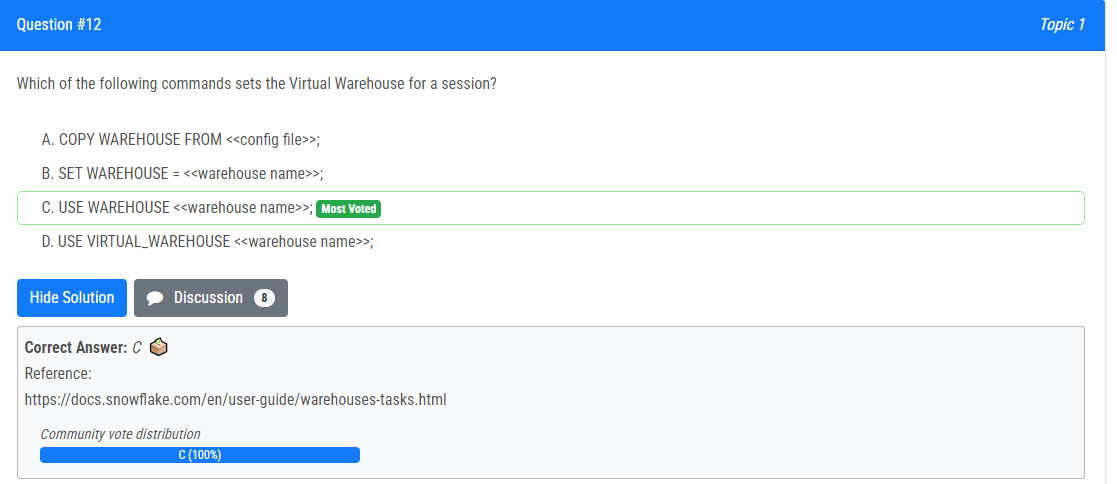 Question #12
Topic 1
Which of the following commands sets the Virtual Warehouse for a session?
A. COPY WAREHOUSE FROM <<config file>>;
B. SET WAREHOUSE = <<warehouse name>>;
C. USE WAREHOUSE <<warehouse name>>; Most Voted
D. USE VIRTUAL_WAREHOUSE <<warehouse name>>;
Hide Solution
Discussion 8
Correct Answer: C
Reference:
https://docs.snowflake.com/en/user-guide/warehouses-tasks.html
Community vote distribution
C (100%)